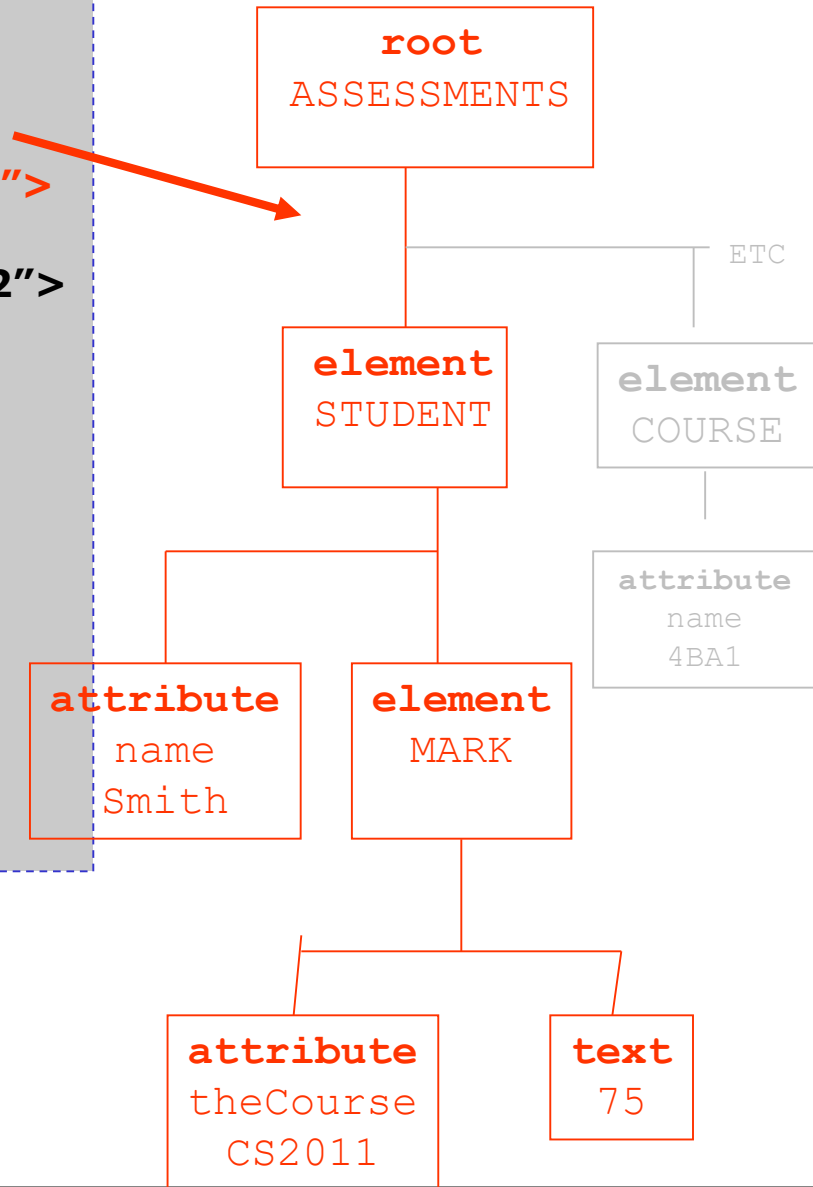 root
ASSESSMENTS
">
2">
ETC
element
STUDENT
element
COURSE
attribute
name
4BA1
attribute
name
Smith
element
MARK
attribute
theCourse
CS2011
text
75